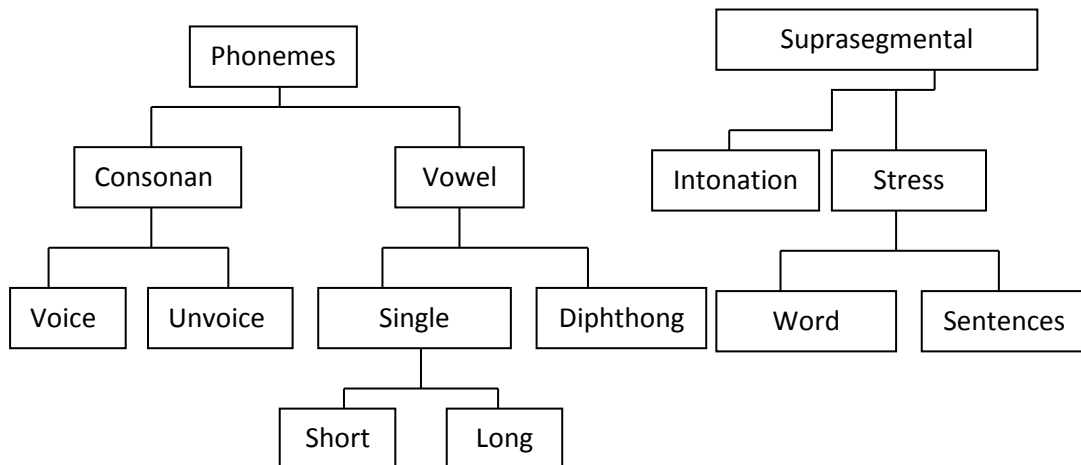 Phonemes
Suprasegmental
Consonan
Vowel
Intonation
Stress
Voice
Unvoice
Single
Diphthong
Word
Sentences
Short
Long